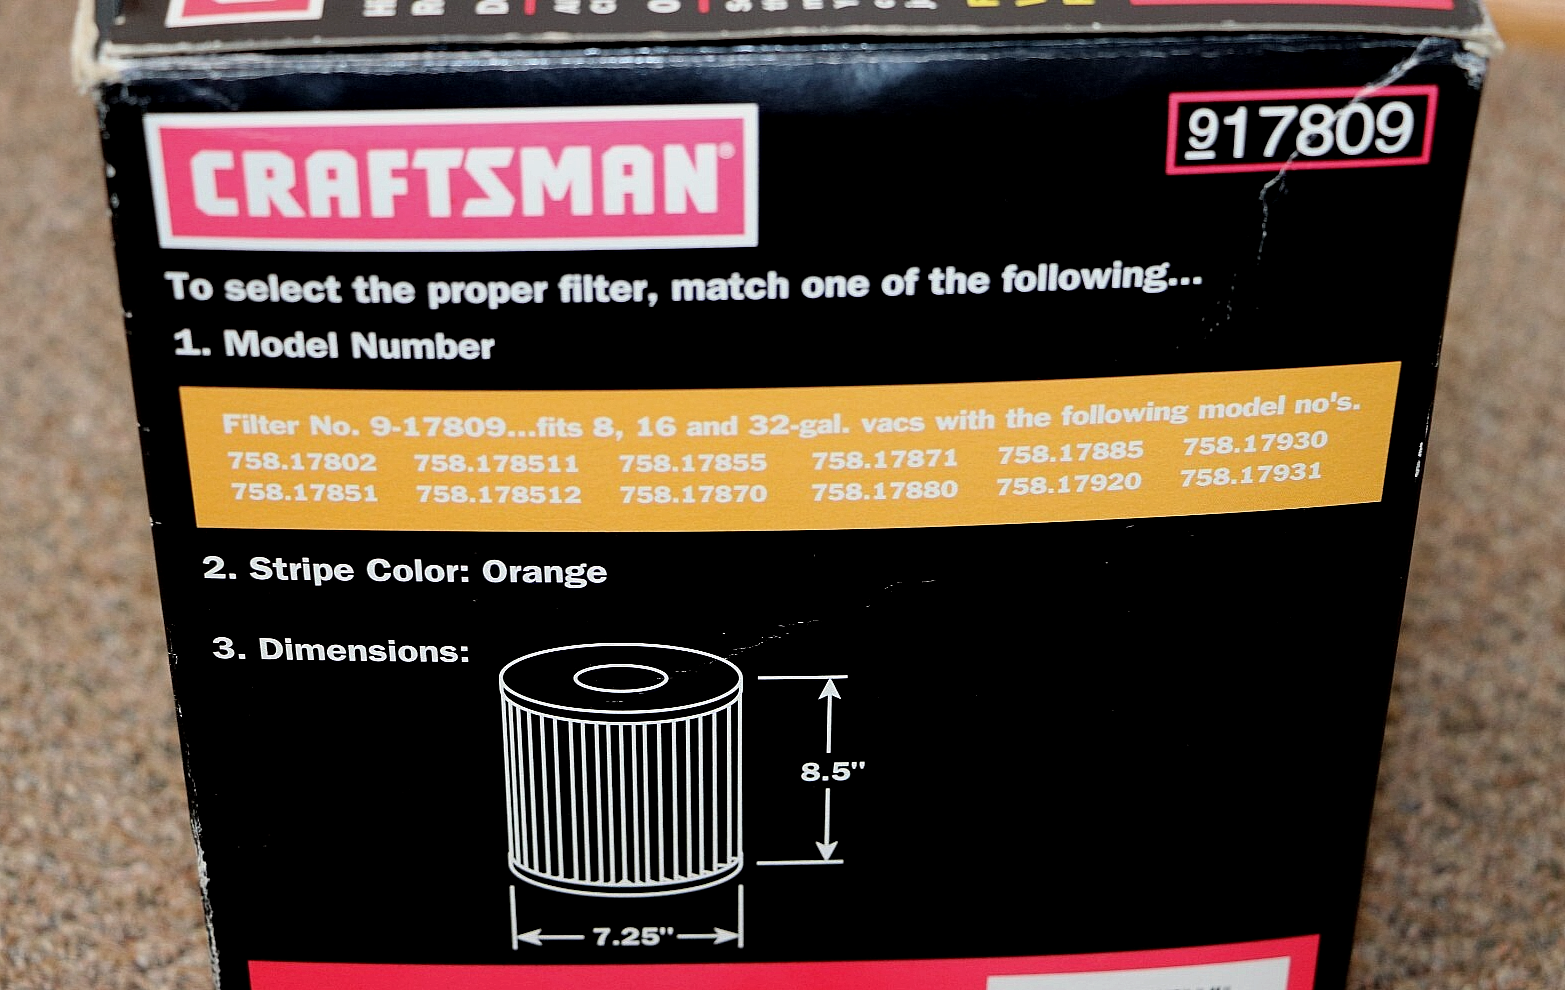 CRAFTSMAN®
917809
To select the proper filter, match one of the following...
1. Model Number
Filter No. 9-17809...fits 8, 16 and 32-gal. vacs with the following model no's.
758.17802 758.178511 758.17855 758.17871 758.17885 758.17930
758.17851 758.178512 758.17870 758.17880 758.17920 758.17931
2. Stripe Color: Orange
3. Dimensions:
8.5"
7.25"